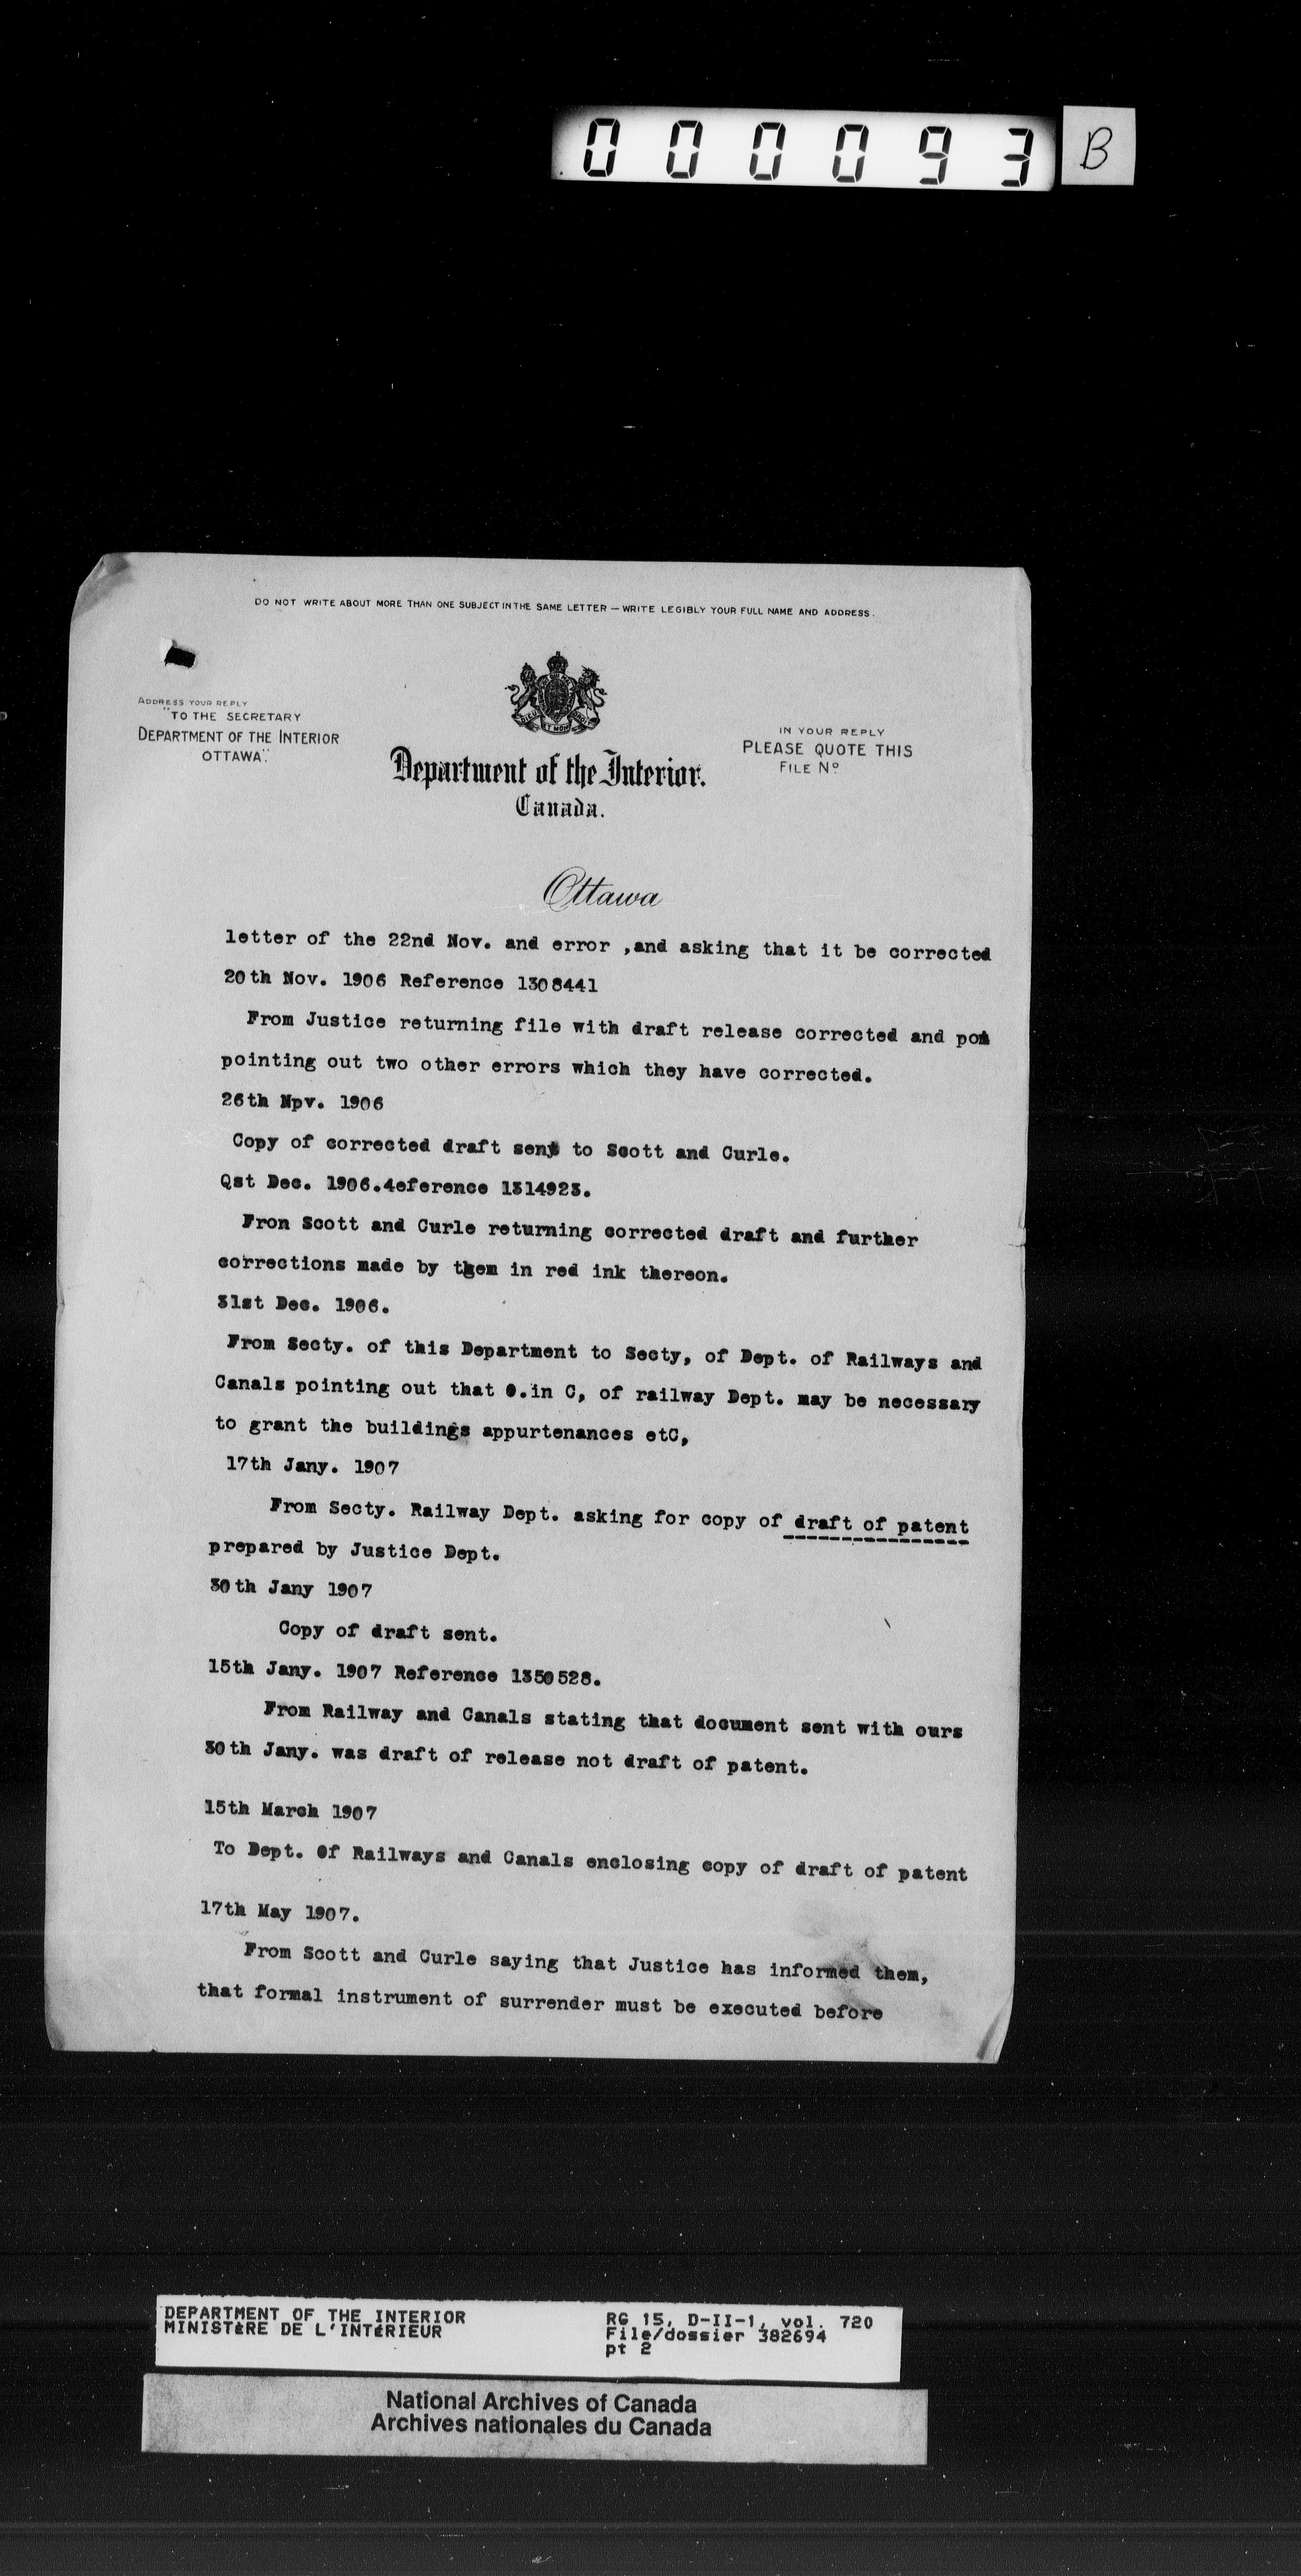 000093 B
DO NOT WRITE ABOUT MORE THAN ONE SUBJECT IN THE SAME LETTER — WRITE LEGIBLY YOUR FULL NAME AND ADDRESS.
ADDRESS YOUR REPLY
"TO THE SECRETARY
DEPARTMENT OF THE INTERIOR
OTTAWA."
IN YOUR REPLY
PLEASE QUOTE THIS
FILE No
Department of the Interior.
Canada.
Ottawa
letter of the 22nd Nov. and error ,and asking that it be corrected
20th Nov. 1906 Reference 1308441
From Justice returning file with draft release corrected and
pointing out two other errors which they have corrected.
26th Npv. 1906
Copy of corrected draft sent to Scott and Curle.
Qst Dec. 1906.4eference 1314923.
Fron Scott and Curle returning corrected draft and further
corrections made by them in red ink thereon.
31st Dec. 1906.
From Secty. of this Department to Secty, of Dept. of Railways and
Canals pointing out that O.in C, of railway Dept. may be necessary
to grant the buildings appurtenances etC,
17th Jany. 1907
From Secty. Railway Dept. asking for copy of draft of patent
prepared by Justice Dept.
30th Jany 1907
Copy of draft sent.
15th Jany. 1907 Reference 1350528.
From Railway and Canals stating that document sent with ours
30th Jany. was draft of release not draft of patent.
15th March 1907
To Dept. Of Railways and Canals enclosing copy of draft of patent
17th May 1907.
From Scott and Curle saying that Justice has informed them,
that formal instrument of surrender must be executed before
DEPARTMENT OF THE INTERIOR
MINISTÈRE DE L'INTÉRIEUR
RG 15, D-II-1, vol. 720
File/dossier 382694
pt 2
National Archives of Canada
Archives nationales du Canada